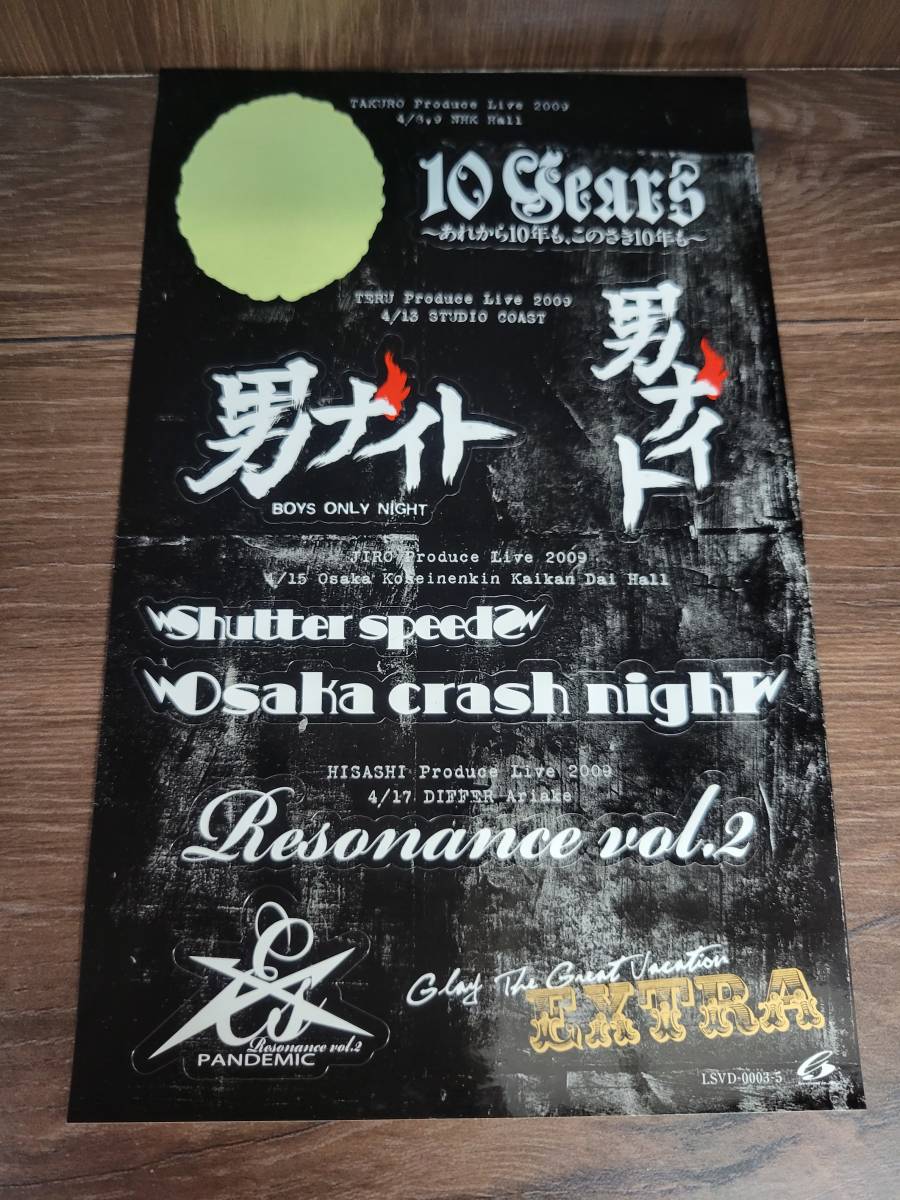 TAKURO Produce Live 2009
4/8,9 NHK Hall
10 Years
～あれから10年も、このさき10年も～
TERU Produce Live 2009
4/13 STUDIO COAST
男ナイト
BOYS ONLY NIGHT
男ナイト
JIRO Produce Live 2009
4/15 Osaka Koseinenkin Kaikan Dai Hall
Shutter speedS
Osaka crash nighT
HISASHI Produce Live 2009
4/17 DIFFER Ariake
Resonance vol.2
Es
Resonance vol.2
PANDEMIC
Glay The Great Vacation
EXTRA
LSVD-0003-5